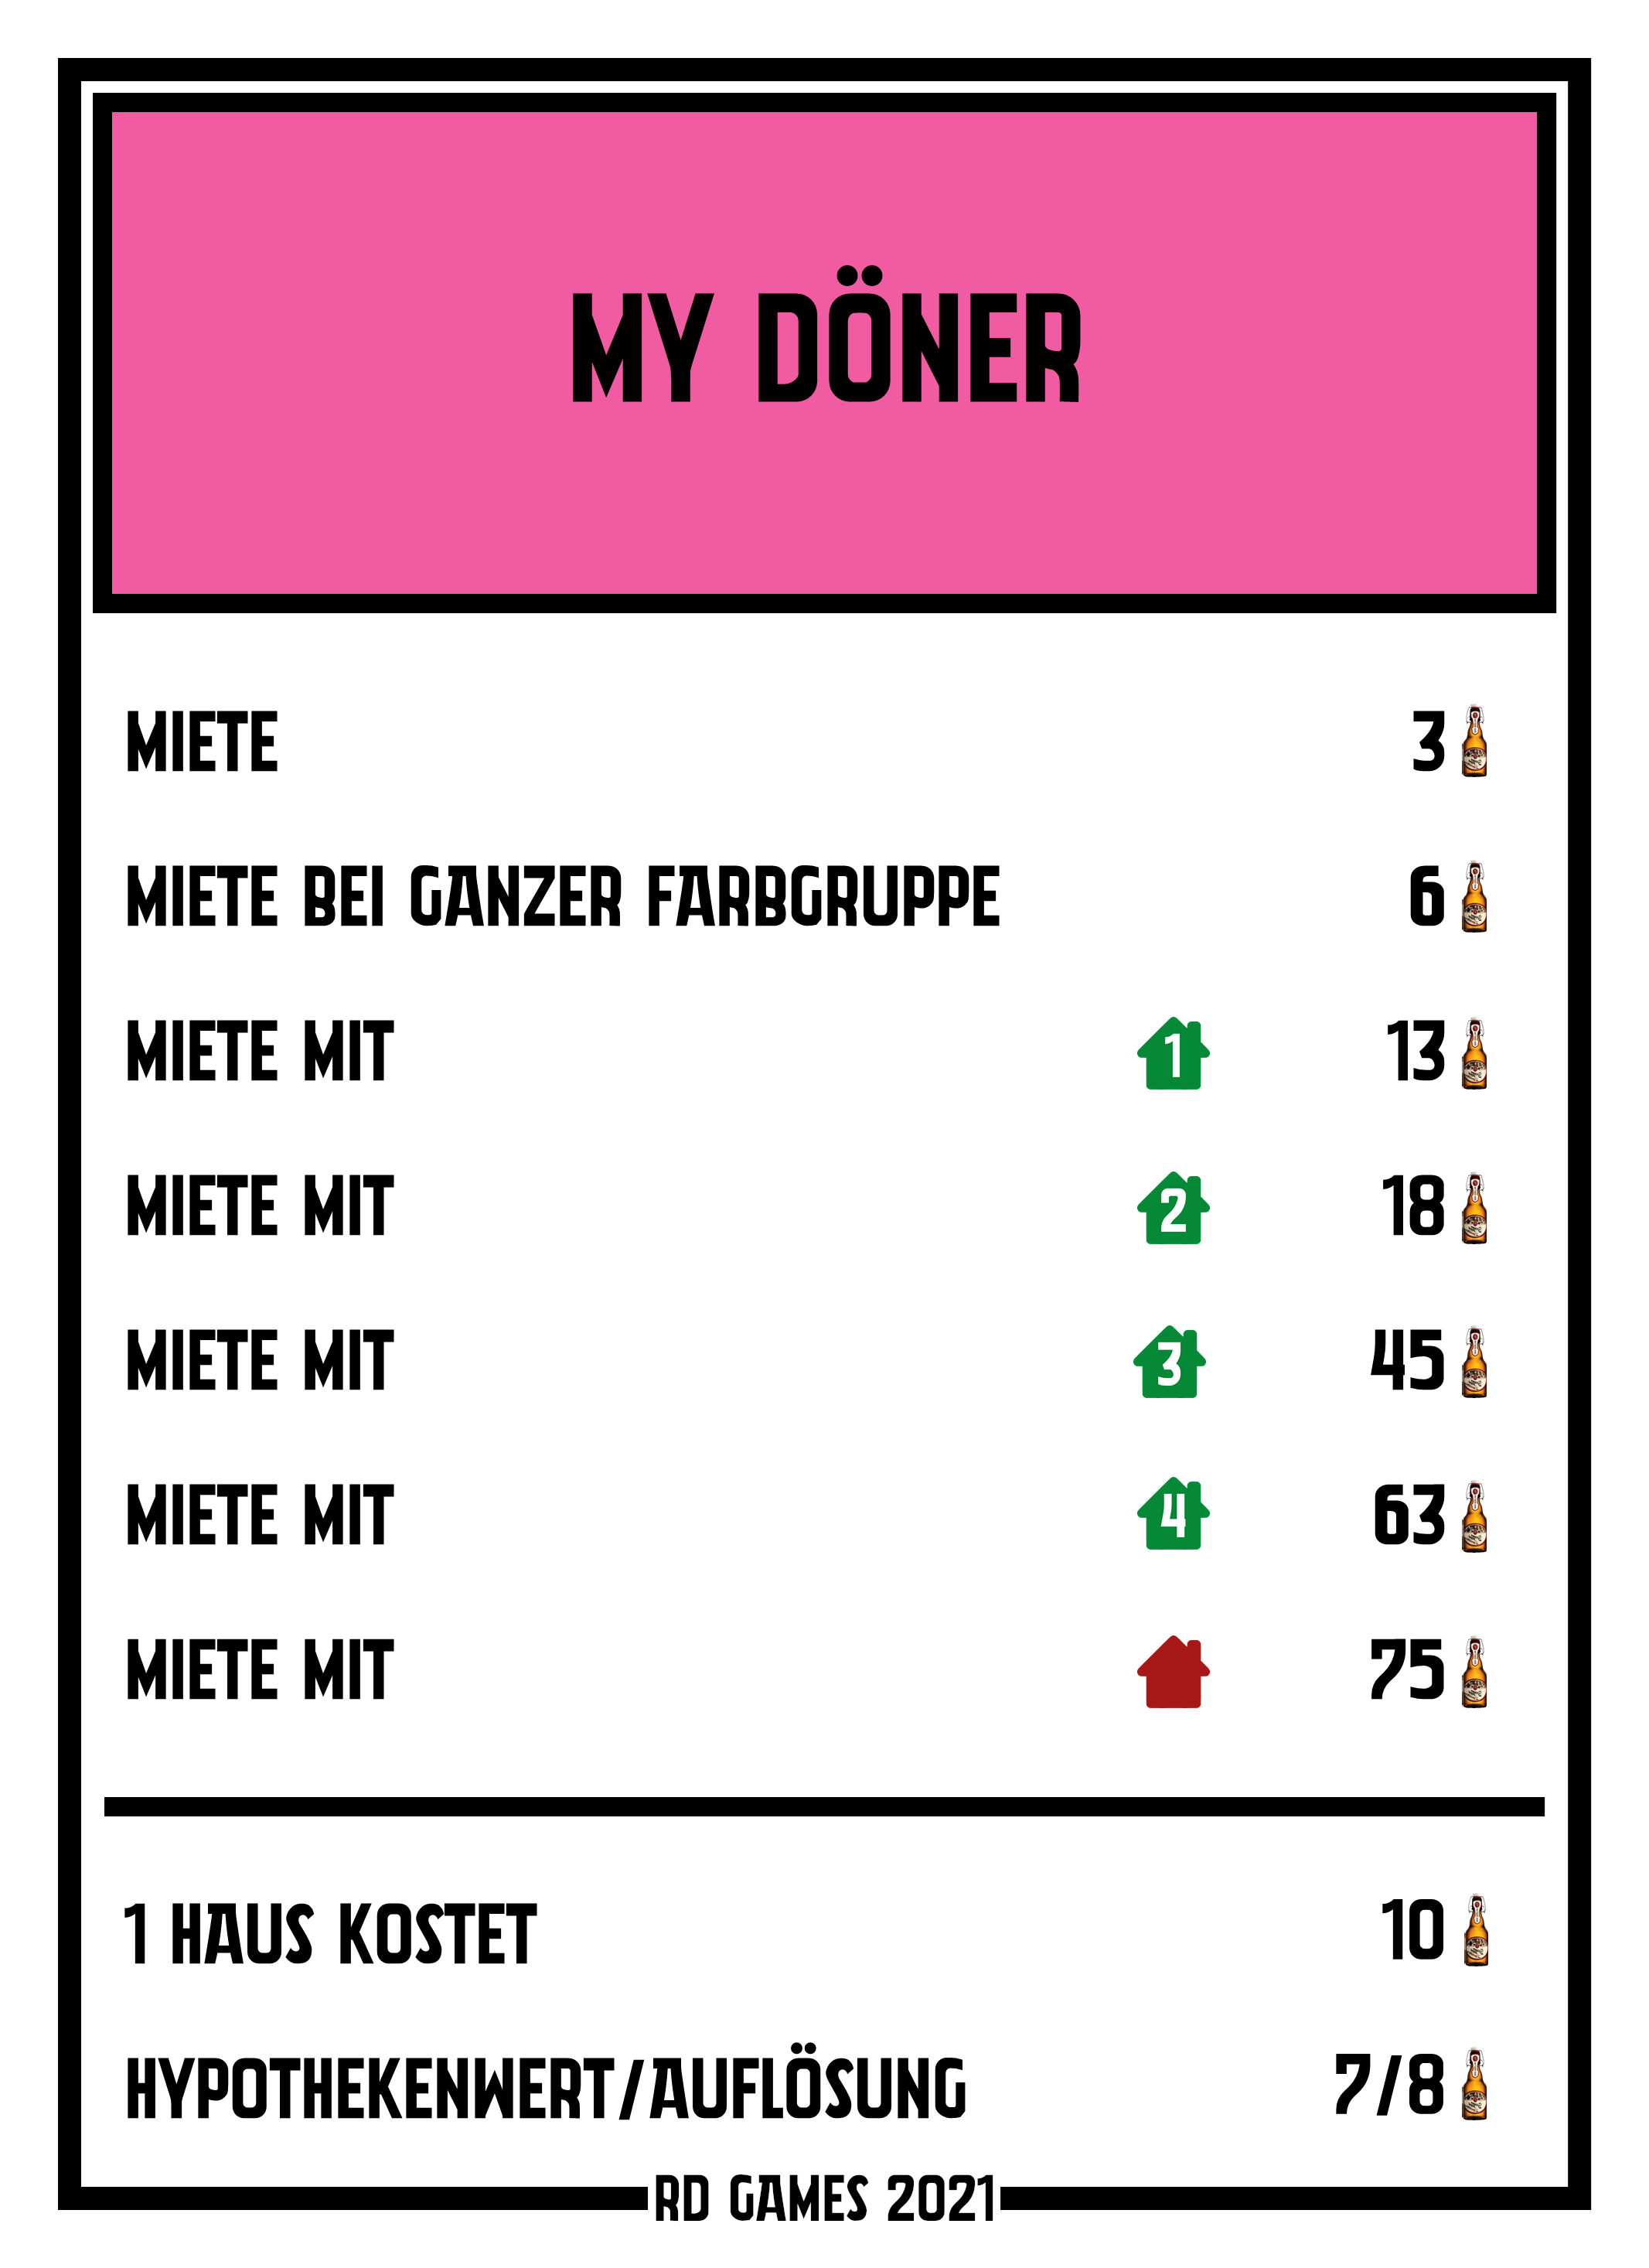 MY DÖNER
MIETE 3
MIETE BEI GANZER FARBGRUPPE 6
MIETE MIT 1 13
MIETE MIT 2 18
MIETE MIT 3 45
MIETE MIT 4 63
MIETE MIT 75
1 HAUS KOSTET 10
HYPOTHEKENWERT/AUFLÖSUNG 7/8
RD GAMES 2021